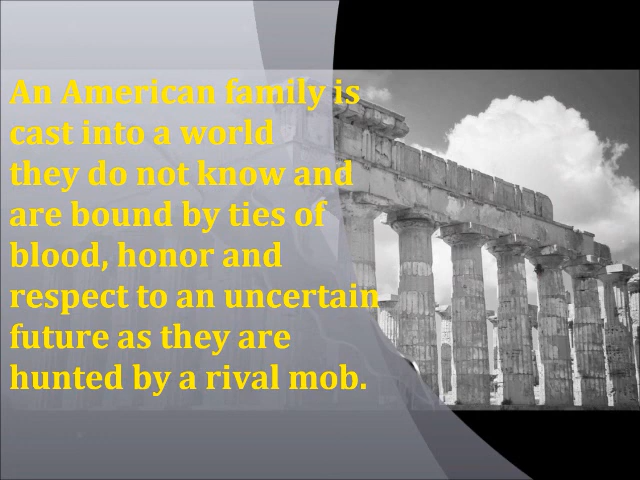 An American family is
cast into a world
they do not know and
are bound by ties of
blood, honor and
respect to an uncertain
future as they are
hunted by a rival mob.